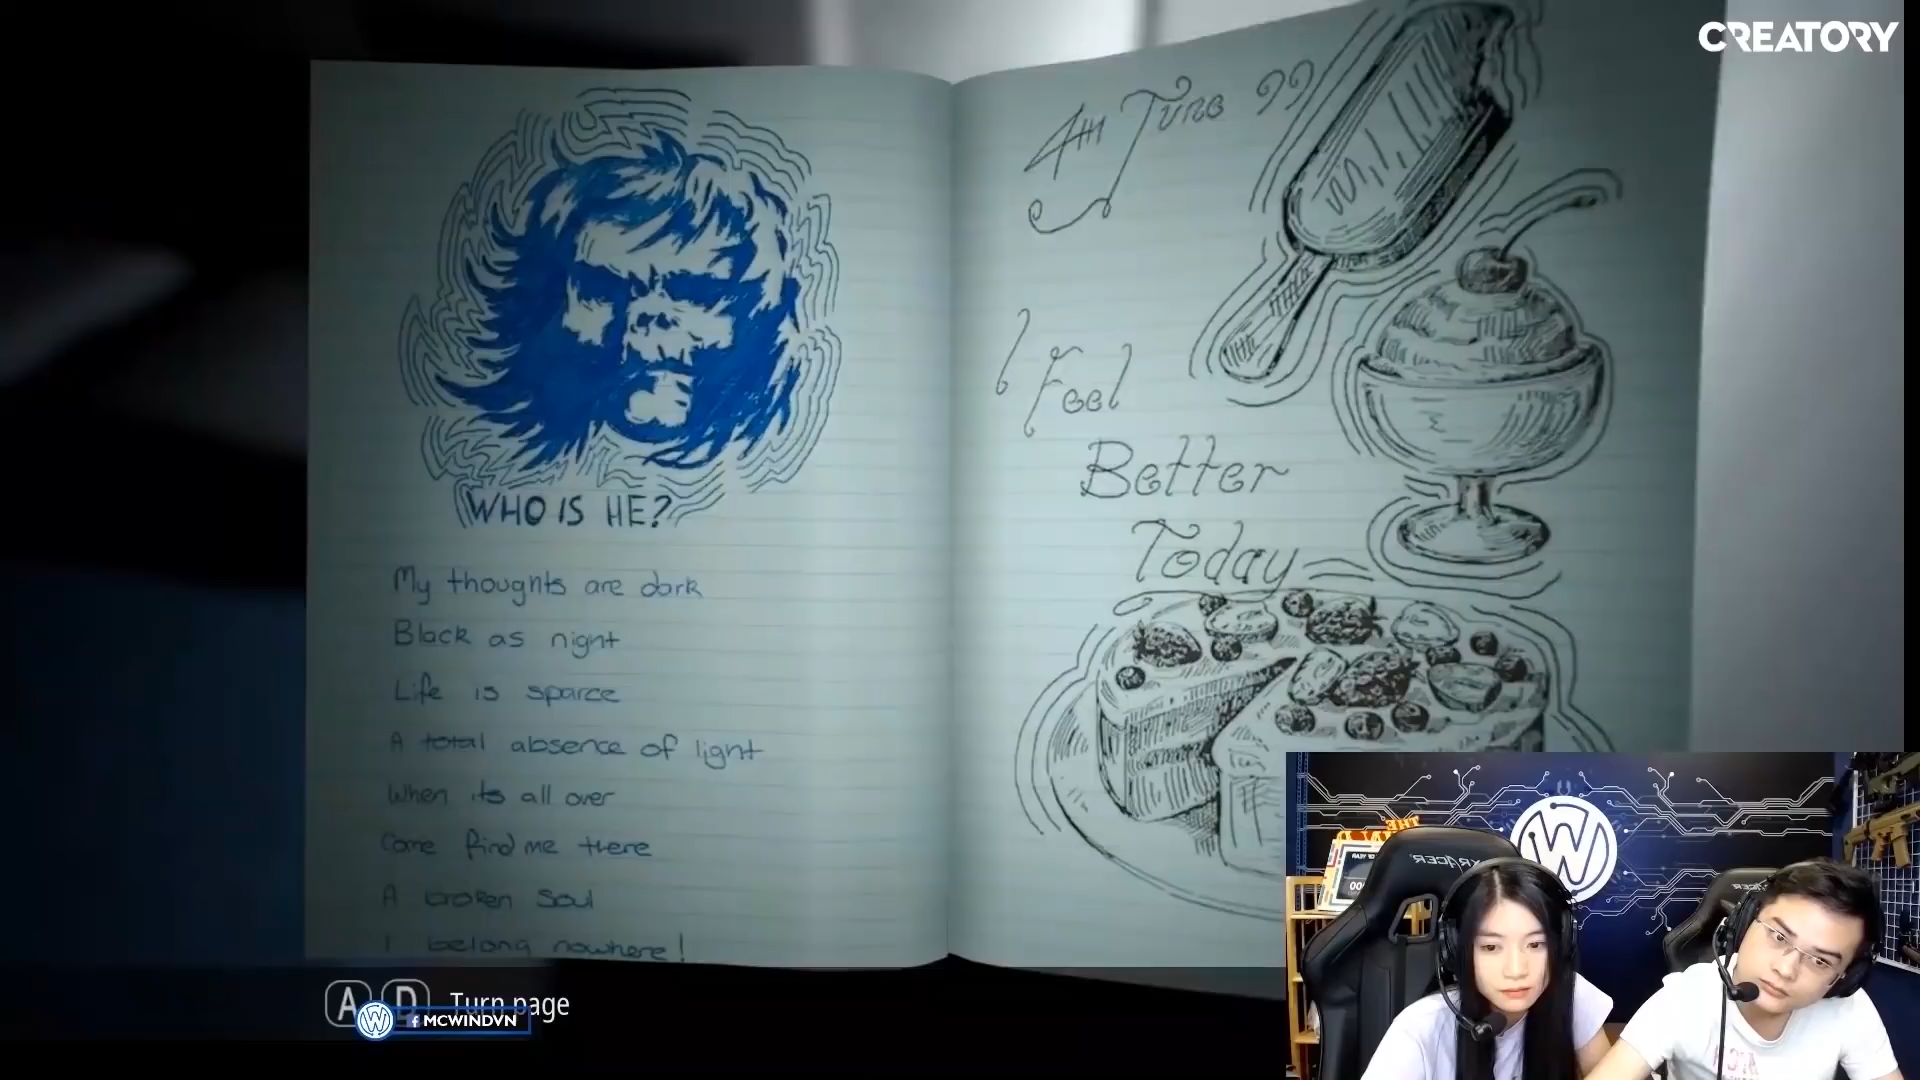 CREATORY
WHO IS HE?
My thoughts are dark
Black as night
Life is sparce
A total absence of light
When its all over
Come find me there
A broken Soul
I belong nowhere!
4th June 99
I
Feel
Better
Today
A D Turn page
W f MCWINDVN
THE
W